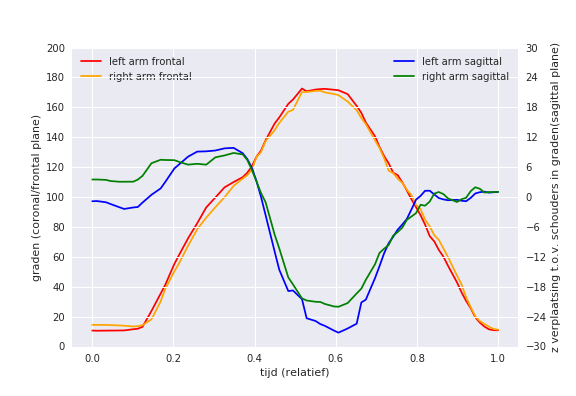 200
180
160
140
120
100
80
60
40
20
0
graden (coronal/frontal plane)
left arm frontal
right arm frontal
left arm sagittal
right arm sagittal
30
24
18
12
6
0
−6
−12
−18
−24
−30
z verplaatsing t.o.v. schouders in graden(sagittal plane)
0.0 0.2 0.4 0.6 0.8 1.0
tijd (relatief)